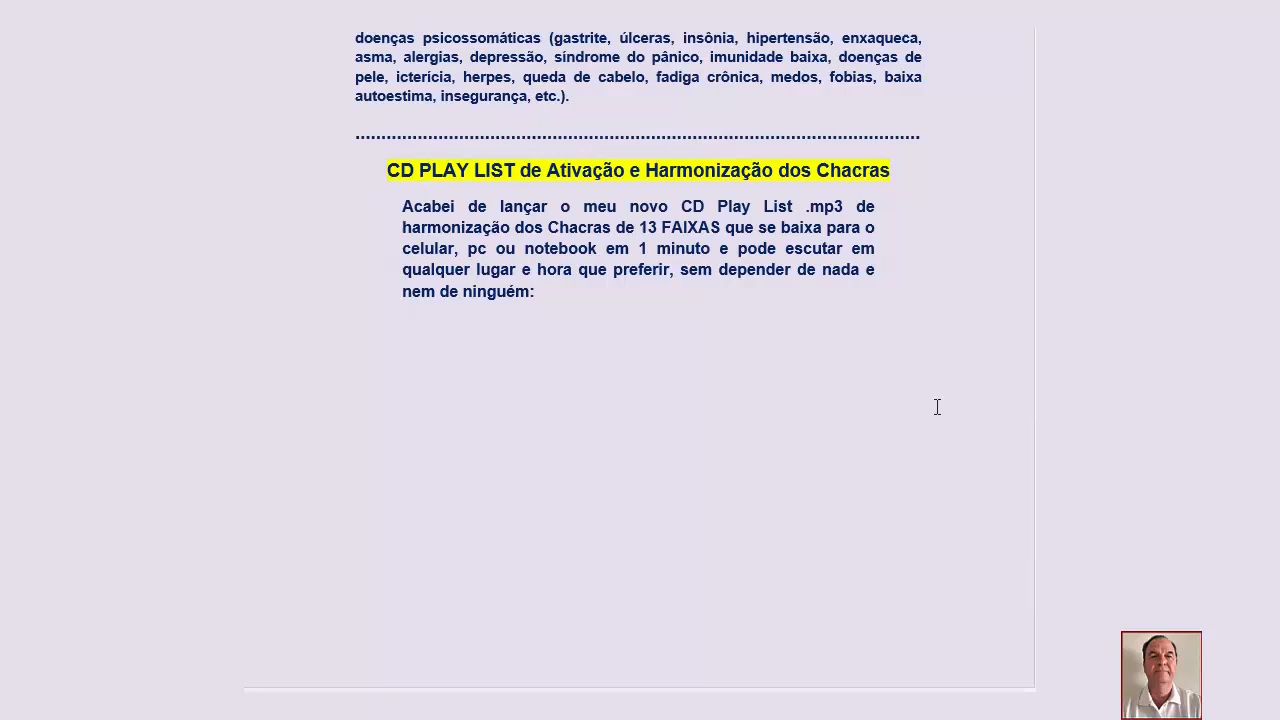 doenças psicossomáticas (gastrite, úlceras, insônia, hipertensão, enxaqueca,
asma, alergias, depressão, síndrome do pânico, imunidade baixa, doenças de
pele, icterícia, herpes, queda de cabelo, fadiga crônica, medos, fobias, baixa
autoestima, insegurança, etc.).
..............................................................................................................
CD PLAY LIST de Ativação e Harmonização dos Chacras
Acabei de lançar o meu novo CD Play List .mp3 de
harmonização dos Chacras de 13 FAIXAS que se baixa para o
celular, pc ou notebook em 1 minuto e pode escutar em
qualquer lugar e hora que preferir, sem depender de nada e
nem de ninguém: